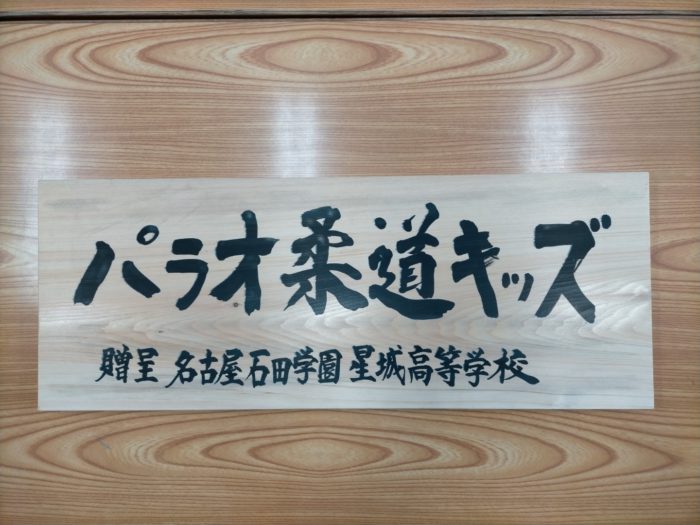 パラオ柔道キッズ
贈呈 名古屋石田学園 星城高等学校